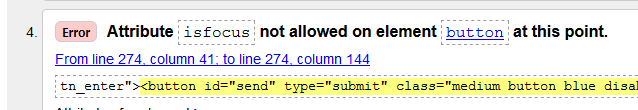 4. Error Attribute isfocus not allowed on element button at this point.
From line 274, column 41; to line 274, column 144
tn_enter"><button id="send" type="submit" class="medium button blue disa